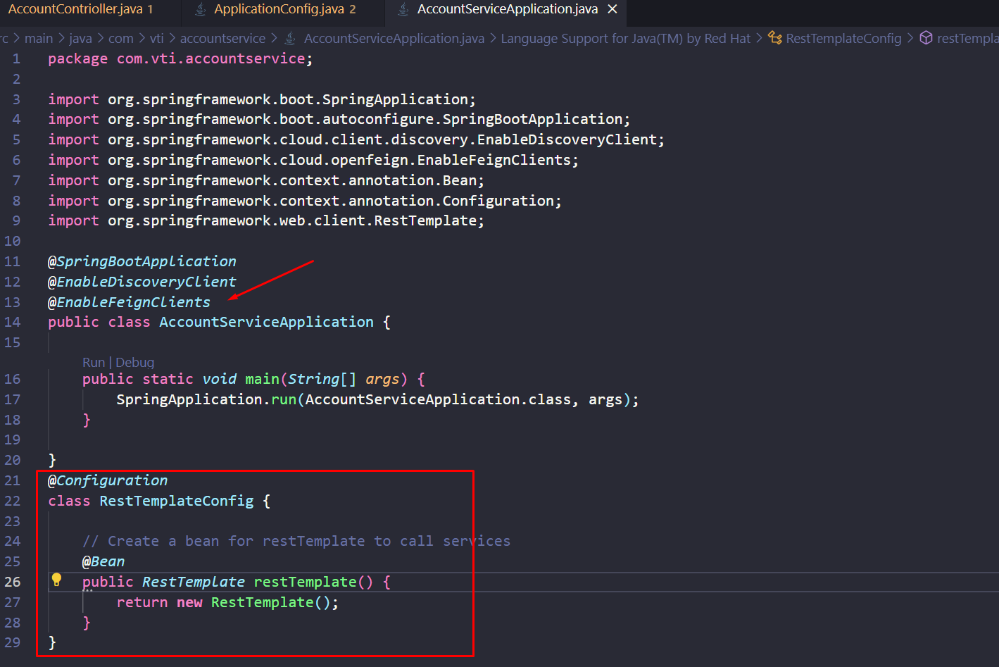 AccountContrioller.java 1 ApplicationConfig.java 2 AccountServiceApplication.java ×
rc > main > java > com > vti > accountservice > AccountServiceApplication.java > Language Support for Java(TM) by Red Hat > RestTemplateConfig > restTempla
1 package com.vti.accountservice;
2
3 import org.springframework.boot.SpringApplication;
4 import org.springframework.boot.autoconfigure.SpringBootApplication;
5 import org.springframework.cloud.client.discovery.EnableDiscoveryClient;
6 import org.springframework.cloud.openfeign.EnableFeignClients;
7 import org.springframework.context.annotation.Bean;
8 import org.springframework.context.annotation.Configuration;
9 import org.springframework.web.client.RestTemplate;
10
11 @SpringBootApplication
12 @EnableDiscoveryClient
13 @EnableFeignClients
14 public class AccountServiceApplication {
15
Run | Debug
16 public static void main(String[] args) {
17 SpringApplication.run(AccountServiceApplication.class, args);
18 }
19
20 }
21 @Configuration
22 class RestTemplateConfig {
23
24 // Create a bean for restTemplate to call services
25 @Bean
26 public RestTemplate restTemplate() {
27 return new RestTemplate();
28 }
29 }